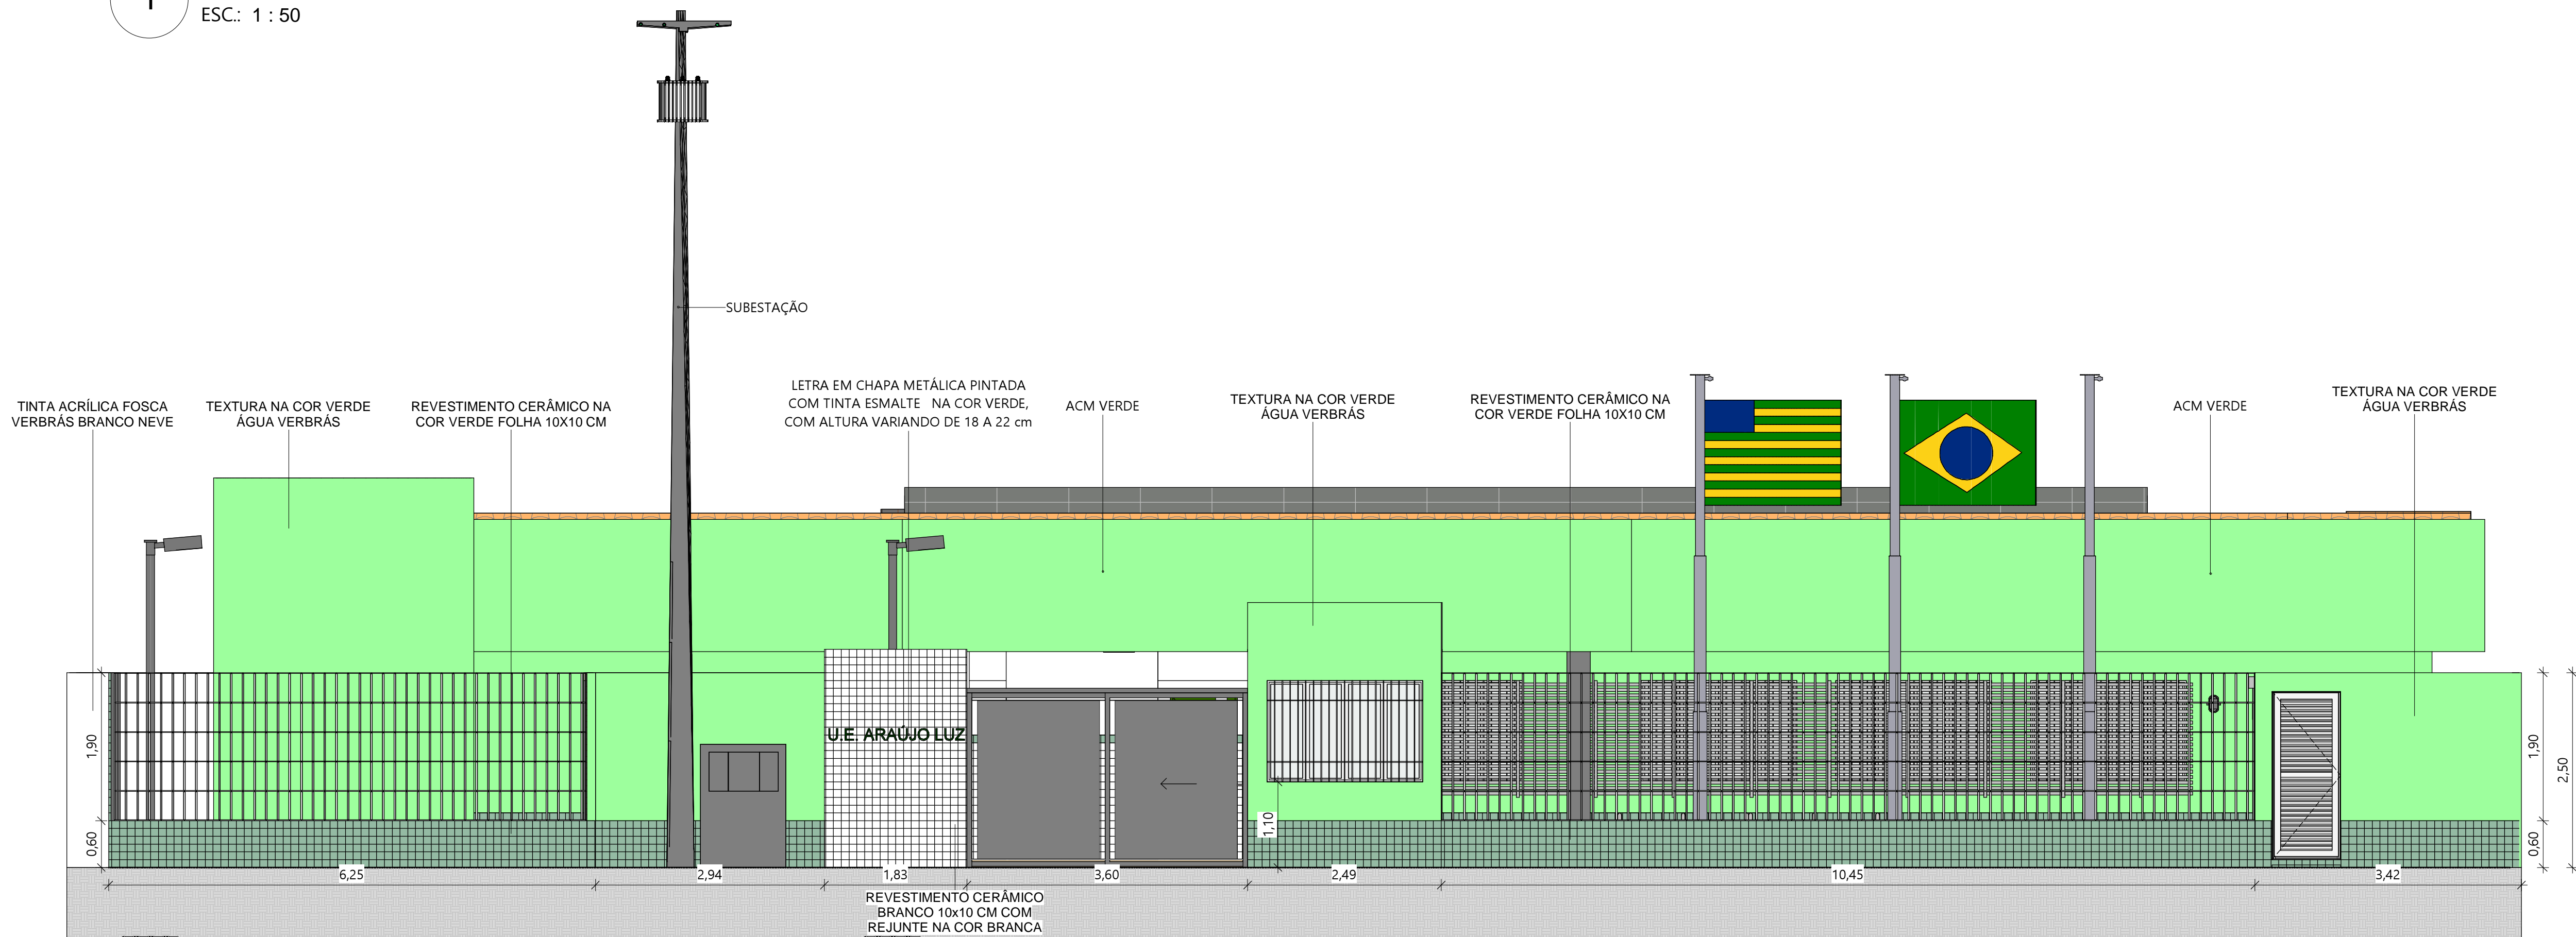 1
ESC.: 1 : 50
SUBESTAÇÃO
TINTA ACRÍLICA FOSCA
VERBRÁS BRANCO NEVE
TEXTURA NA COR VERDE
ÁGUA VERBRÁS
REVESTIMENTO CERÂMICO NA
COR VERDE FOLHA 10X10 CM
LETRA EM CHAPA METÁLICA PINTADA
COM TINTA ESMALTE NA COR VERDE,
COM ALTURA VARIANDO DE 18 A 22 cm
ACM VERDE
TEXTURA NA COR VERDE
ÁGUA VERBRÁS
REVESTIMENTO CERÂMICO NA
COR VERDE FOLHA 10X10 CM
ACM VERDE
TEXTURA NA COR VERDE
ÁGUA VERBRÁS
U.E. ARAÚJO LUZ
1,90
0,60
1,10
1,90
0,60
2,50
6,25
2,94
1,83
3,60
2,49
10,45
3,42
REVESTIMENTO CERÂMICO
BRANCO 10x10 CM COM
REJUNTE NA COR BRANCA